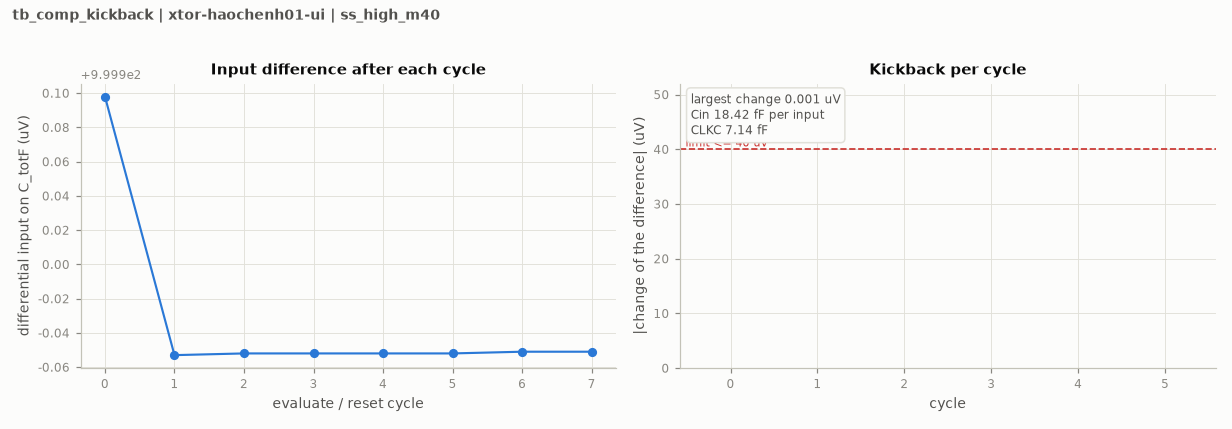 tb_comp_kickback | xtor-haochenh01-ui | ss_high_m40
Input difference after each cycle
+9.999e2
0.10
0.08
0.06
0.04
0.02
0.00
-0.02
-0.04
-0.06
differential input on C_totF (uV)
0 1 2 3 4 5 6 7
evaluate / reset cycle
Kickback per cycle
largest change 0.001 uV
Cin 18.42 fF per input
CLKC 7.14 fF
limit <= 40 uV
50
40
30
20
10
0
|change of the difference| (uV)
0 1 2 3 4 5
cycle